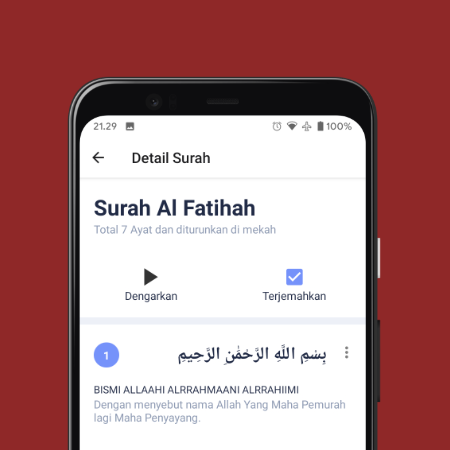 21.29
100%
Detail Surah
Surah Al Fatihah
Total 7 Ayat dan diturunkan di mekah
Dengarkan
Terjemahkan
1
بِسْمِ اللَّهِ الرَّحْمَٰنِ الرَّحِيمِ
BISMI ALLAAHI ALRRAHMAANI ALRRAHIIMI
Dengan menyebut nama Allah Yang Maha Pemurah
lagi Maha Penyayang.